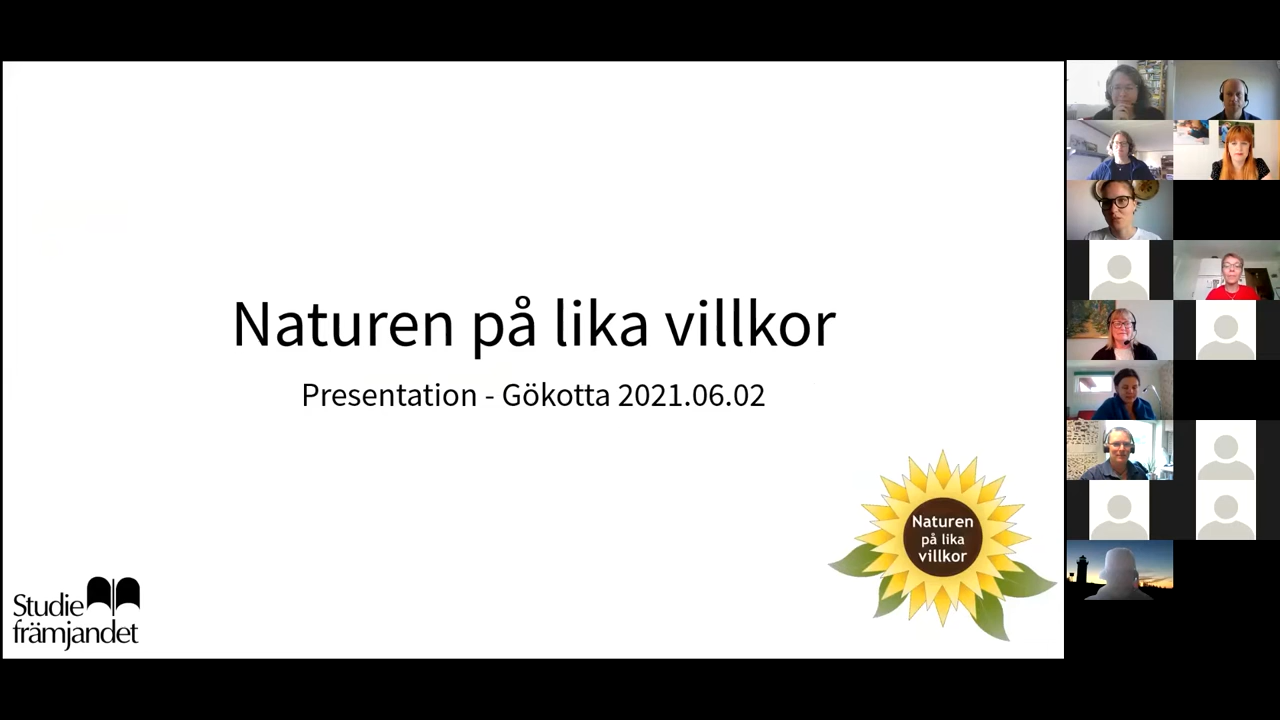 Naturen på lika villkor
Presentation - Gökotta 2021.06.02
Naturen
på lika
villkor
Studie
främjandet